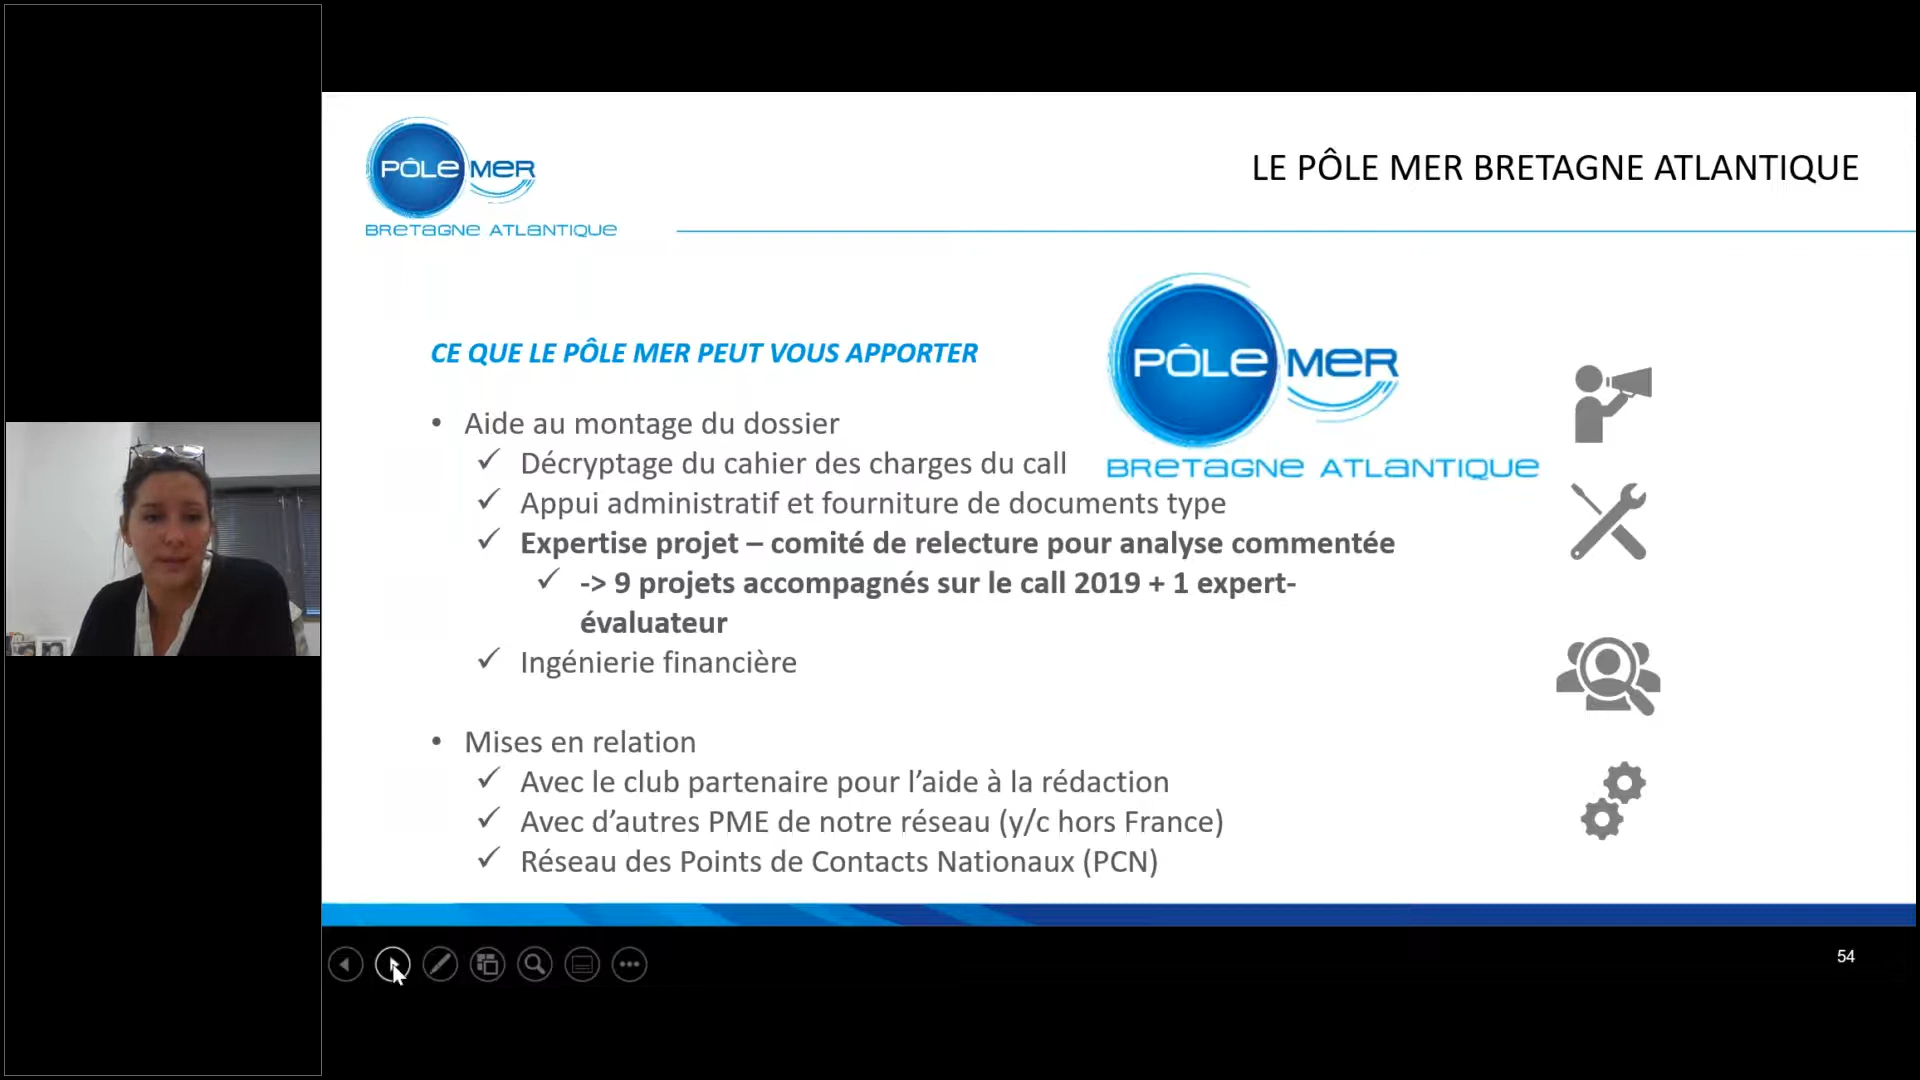 PÔLE MER
BRETAGNE ATLANTIQUE
LE PÔLE MER BRETAGNE ATLANTIQUE
CE QUE LE PÔLE MER PEUT VOUS APPORTER
PÔLE MER
BRETAGNE ATLANTIQUE
• Aide au montage du dossier
✓ Décryptage du cahier des charges du call
✓ Appui administratif et fourniture de documents type
✓ Expertise projet – comité de relecture pour analyse commentée
✓ -> 9 projets accompagnés sur le call 2019 + 1 expert-
évaluateur
✓ Ingénierie financière
• Mises en relation
✓ Avec le club partenaire pour l’aide à la rédaction
✓ Avec d’autres PME de notre réseau (y/c hors France)
✓ Réseau des Points de Contacts Nationaux (PCN)
54